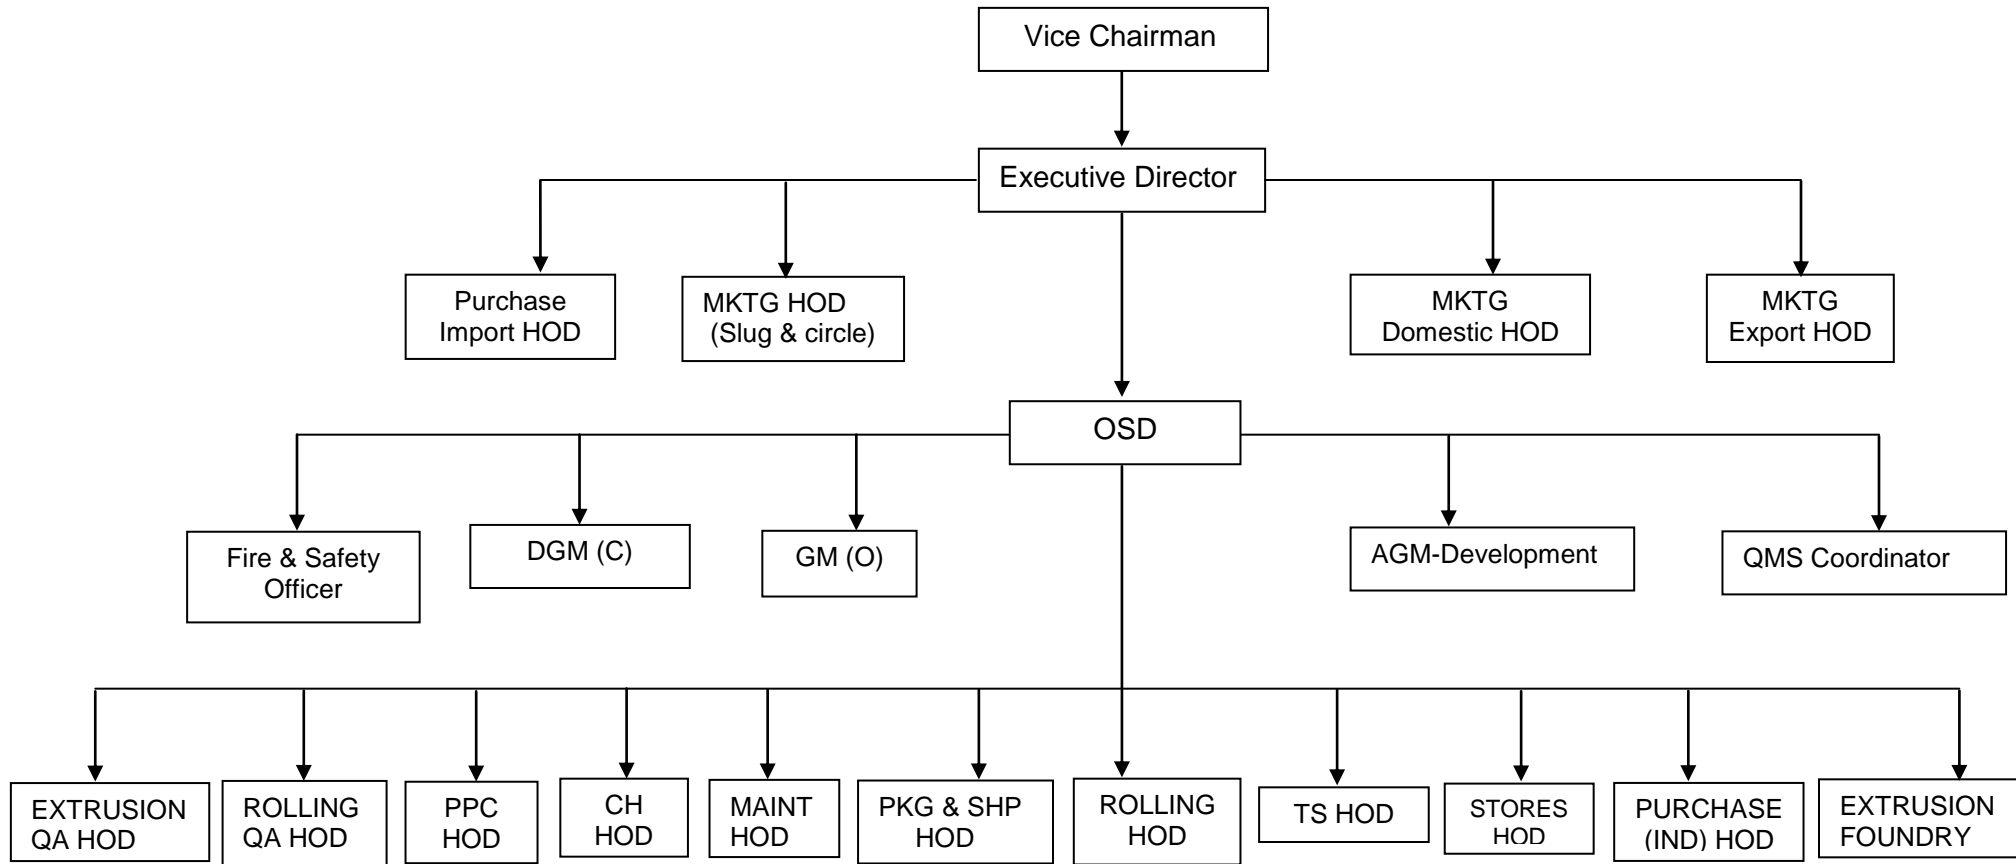 Vice Chairman
Executive Director
Purchase
Import HOD
MKTG HOD
(Slug & circle)
MKTG
Domestic HOD
MKTG
Export HOD
OSD
Fire & Safety
Officer
DGM (C)
GM (O)
AGM-Development
QMS Coordinator
EXTRUSION
QA HOD
ROLLING
QA HOD
PPC
HOD
CH
HOD
MAINT
HOD
PKG & SHP
HOD
ROLLING
HOD
TS HOD
STORES
HOD
PURCHASE
(IND) HOD
EXTRUSION
FOUNDRY